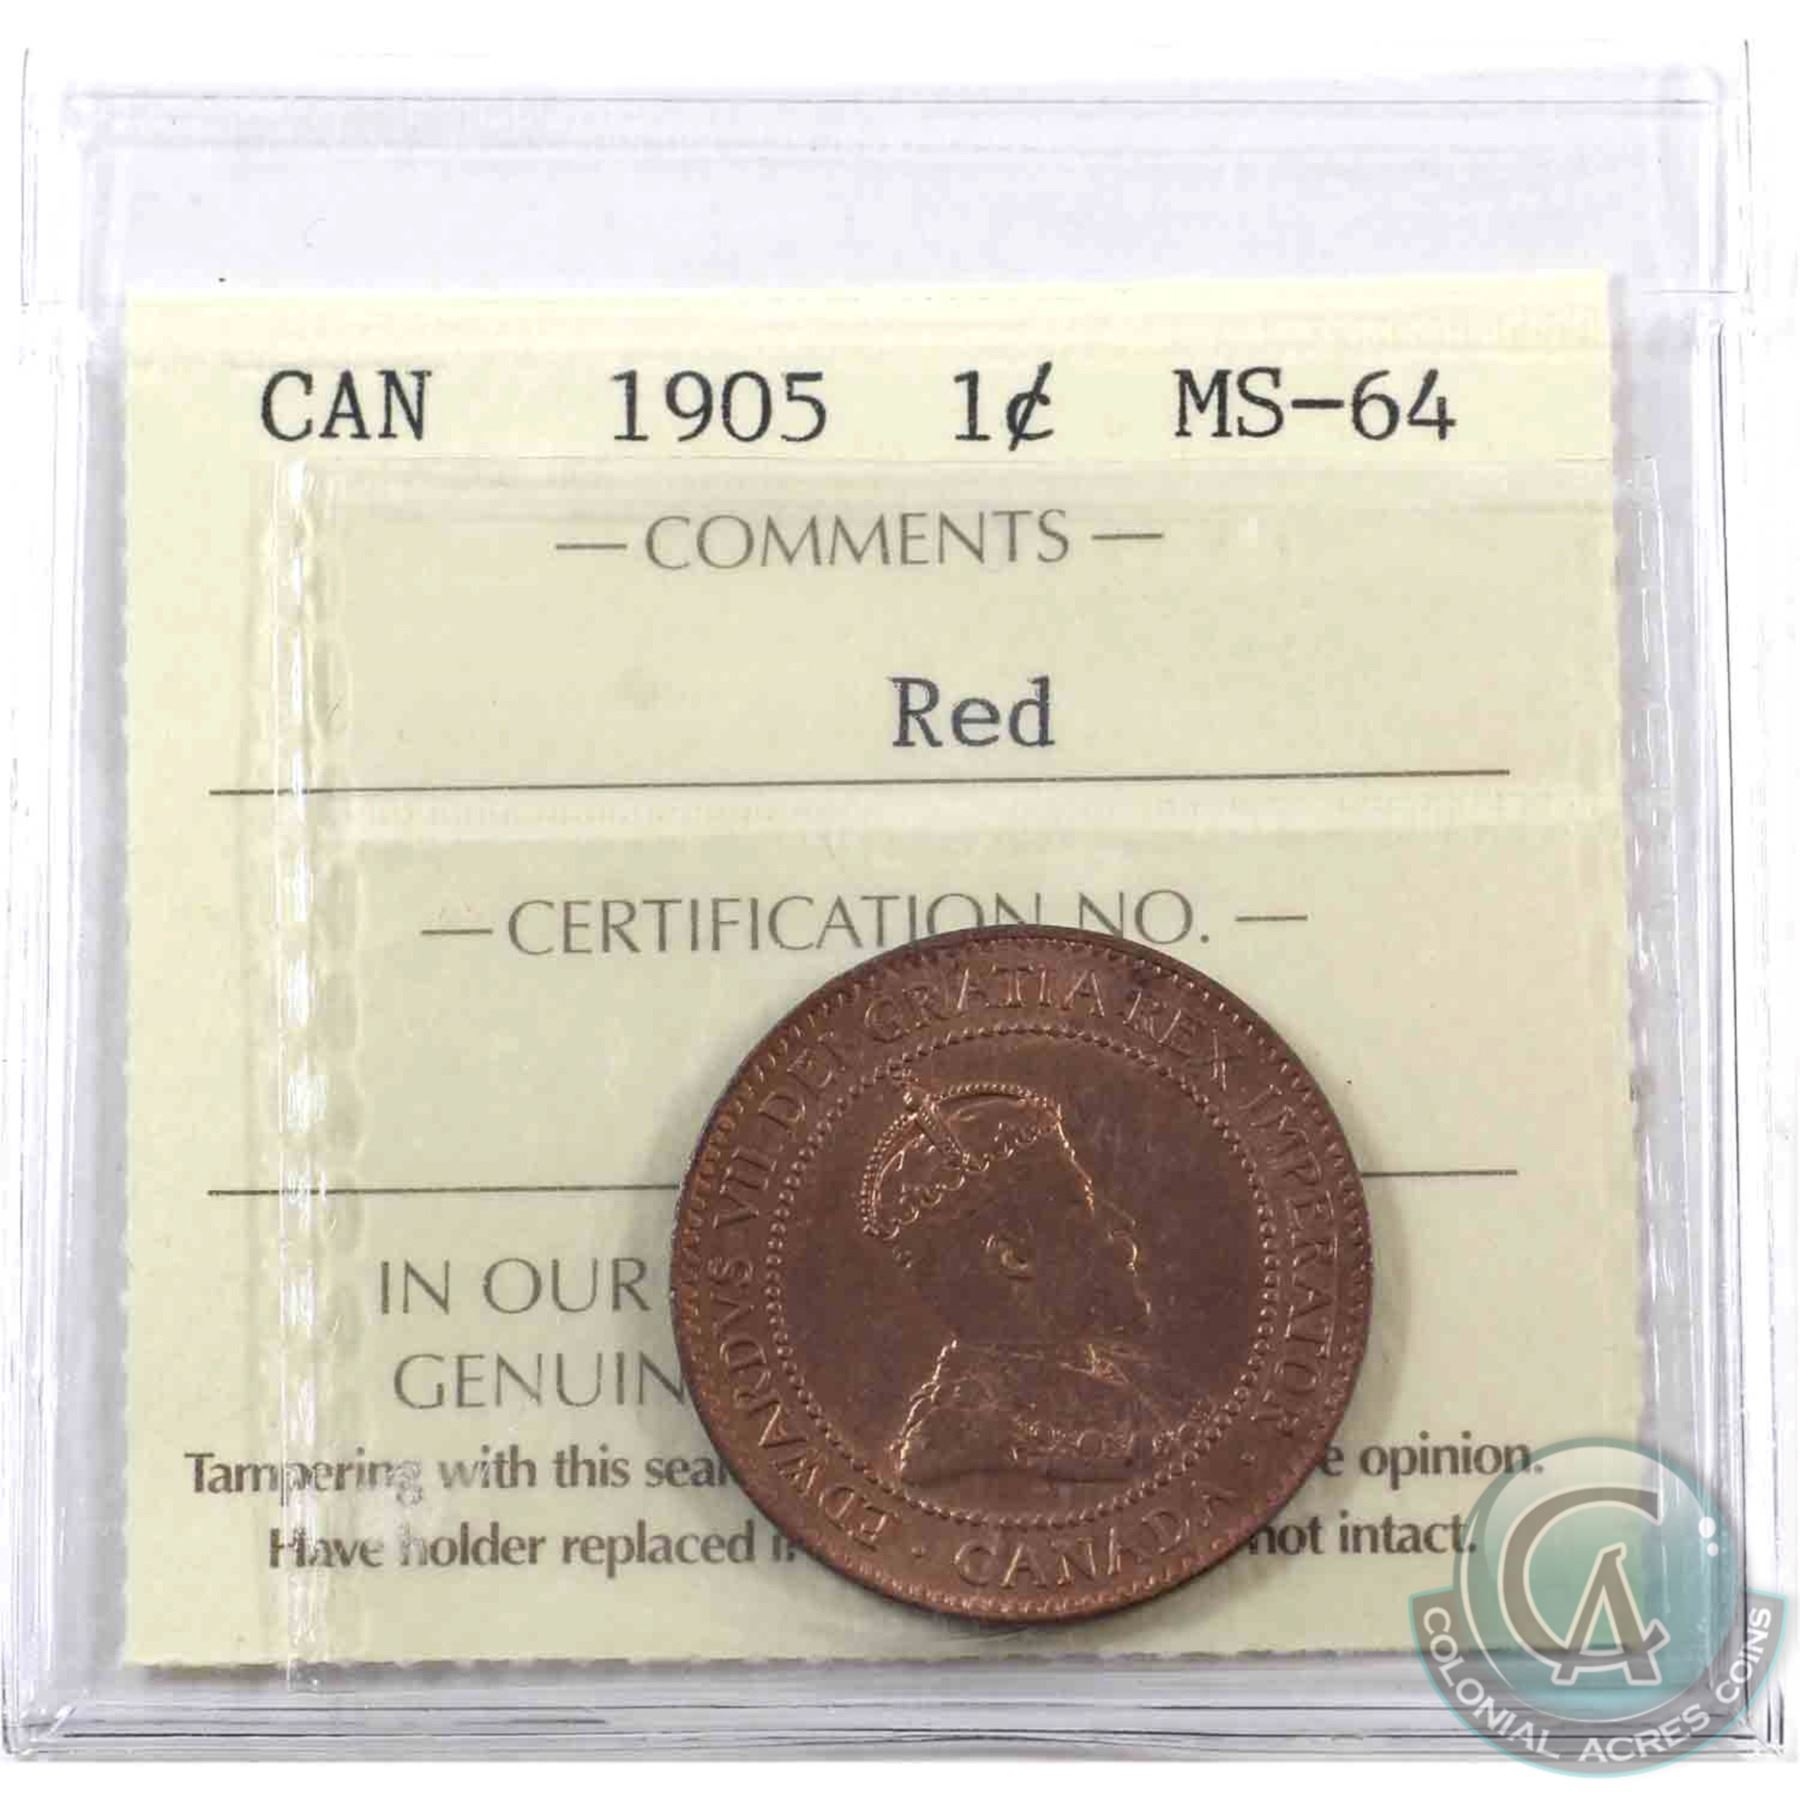 CAN 1905 1¢ MS-64
— COMMENTS —
Red
— CERTIFICATION NO. —
IN OUR
GENUIN
Tampering with this seal e opinion.
Have holder replaced i not intact.
EDWARDVS VII DEI GRATIA REX IMPERATOR
· CANADA ·
CA
COLONIAL ACRES COINS